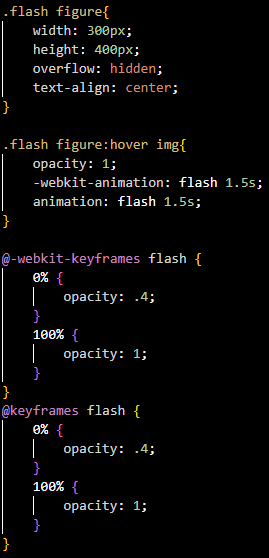 .flash figure{
    width: 300px;
    height: 400px;
    overflow: hidden;
    text-align: center;
}

.flash figure:hover img{
    opacity: 1;
    -webkit-animation: flash 1.5s;
    animation: flash 1.5s;
}

@-webkit-keyframes flash {
    0% {
        opacity: .4;
    }
    100% {
        opacity: 1;
    }
}
@keyframes flash {
    0% {
        opacity: .4;
    }
    100% {
        opacity: 1;
    }
}